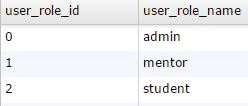 user_role_id user_role_name
0 admin
1 mentor
2 student